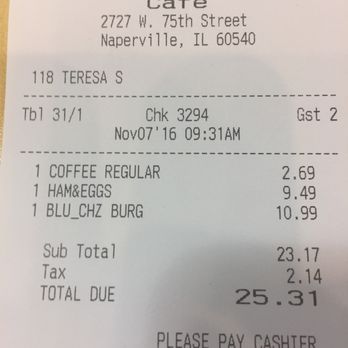 Cafe
2727 W. 75th Street
Naperville, IL 60540
118 TERESA S
Tbl 31/1 Chk 3294 Gst 2
Nov07'16 09:31AM
1 COFFEE REGULAR 2.69
1 HAM&EGGS 9.49
1 BLU_CHZ BURG 10.99
Sub Total 23.17
Tax 2.14
TOTAL DUE 25.31
PLEASE PAY CASHIER